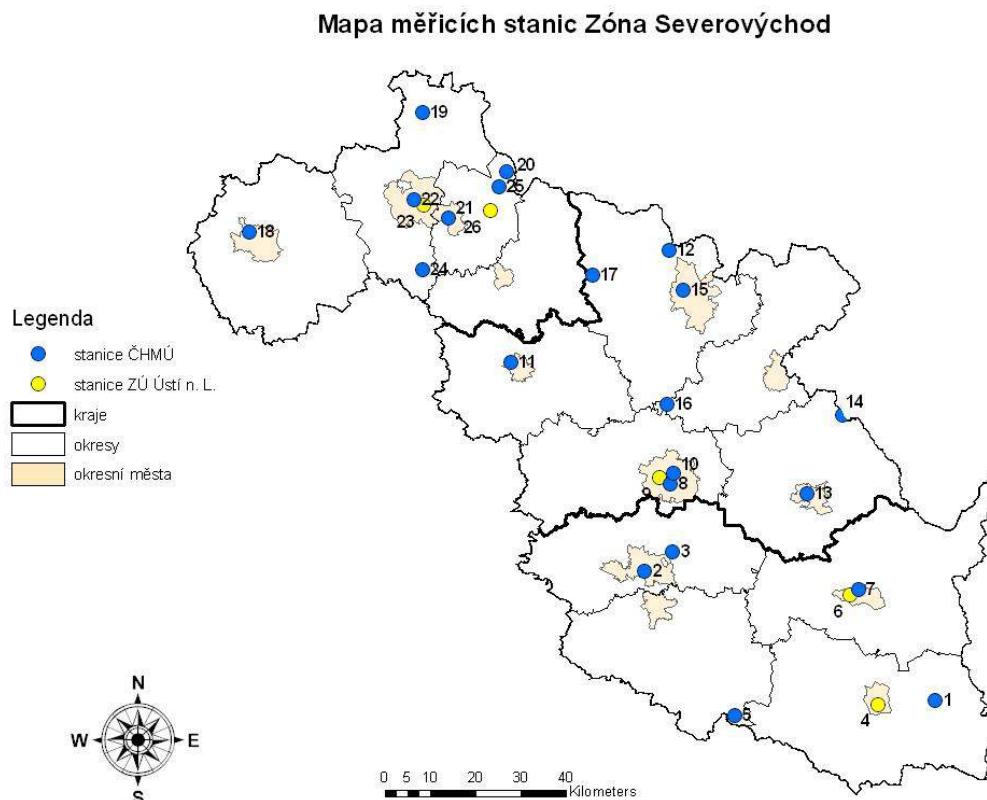 Mapa měřicích stanic Zóna Severovýchod
19
20
25
22
21
23
26
18
12
24
17
15
Legenda
stanice ČHMÚ
stanice ZÚ Ústí n. L.
kraje
okresy
okresní města
11
16
14
10
8
9
13
3
2
7
6
1
4
5
N
W
E
S
0 5 10 20 30 40
Kilometers